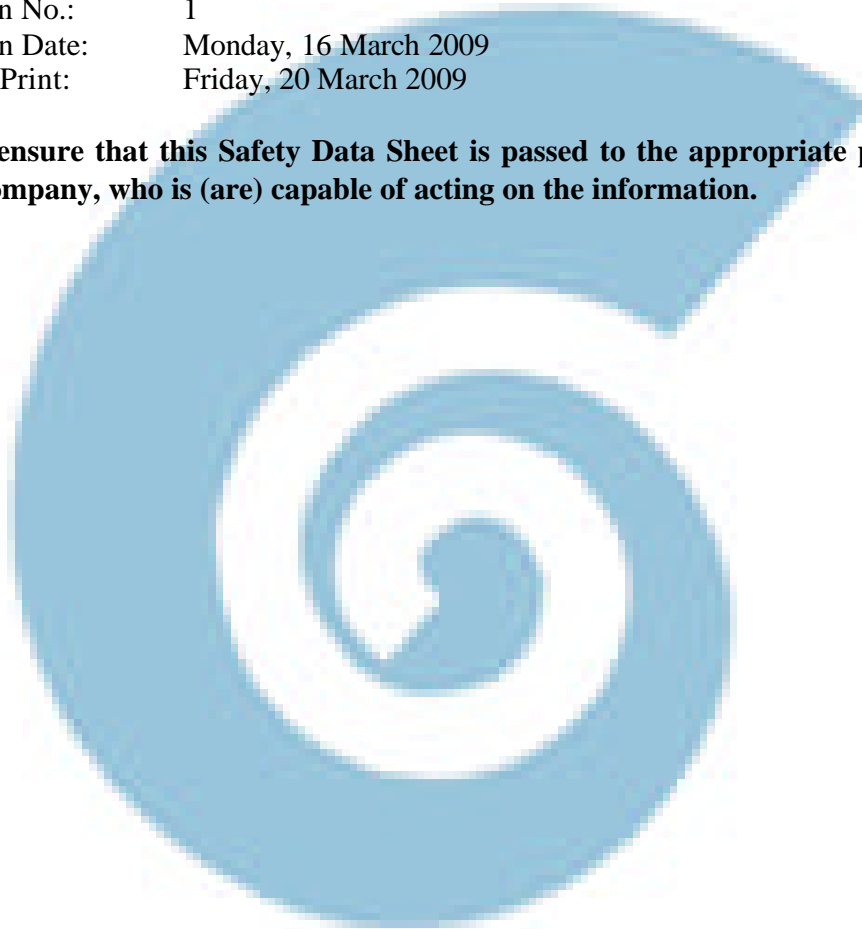 n No.: 1
n Date: Monday, 16 March 2009
Print: Friday, 20 March 2009
ensure that this Safety Data Sheet is passed to the appropriate p
ompany, who is (are) capable of acting on the information.